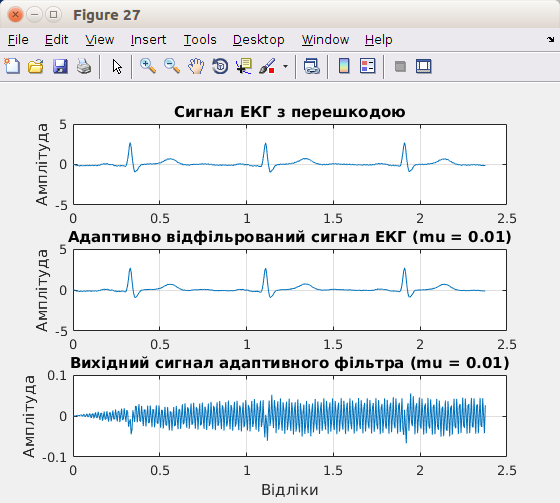 Figure 27
File Edit View Insert Tools Desktop Window Help
Сигнал ЕКГ з перешкодою
Амплітуда
5
0
-5
0 0.5 1 1.5 2 2.5
Адаптивно відфільрований сигнал ЕКГ (mu = 0.01)
Амплітуда
5
0
-5
0 0.5 1 1.5 2 2.5
Вихідний сигнал адаптивного фільтра (mu = 0.01)
Амплітуда
0.1
0
-0.1
0 0.5 1 1.5 2 2.5
Відліки